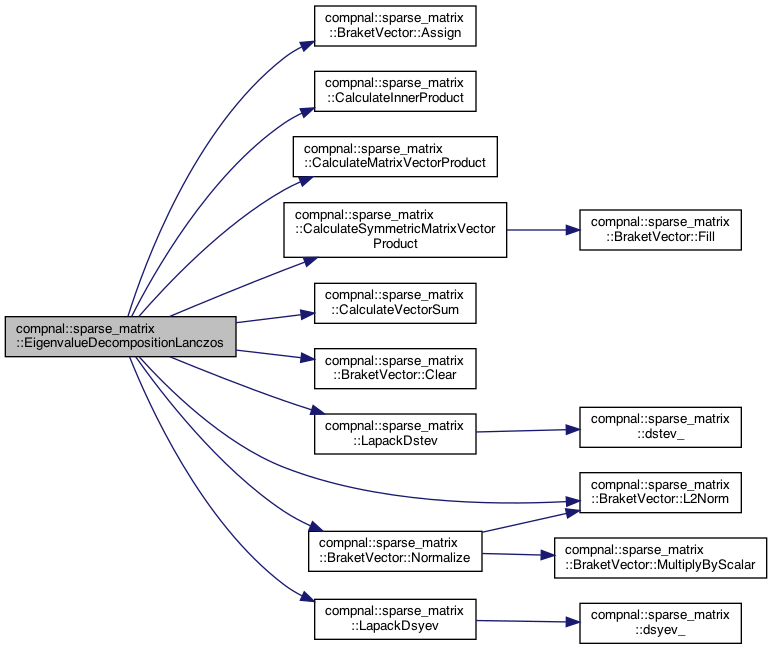 compnal::sparse_matrix
::EigenvalueDecompositionLanczos
compnal::sparse_matrix
::BraketVector::Assign
compnal::sparse_matrix
::CalculateInnerProduct
compnal::sparse_matrix
::CalculateMatrixVectorProduct
compnal::sparse_matrix
::CalculateSymmetricMatrixVector
Product
compnal::sparse_matrix
::BraketVector::Fill
compnal::sparse_matrix
::CalculateVectorSum
compnal::sparse_matrix
::BraketVector::Clear
compnal::sparse_matrix
::LapackDstev
compnal::sparse_matrix
::dstev_
compnal::sparse_matrix
::BraketVector::L2Norm
compnal::sparse_matrix
::BraketVector::Normalize
compnal::sparse_matrix
::BraketVector::MultiplyByScalar
compnal::sparse_matrix
::LapackDsyev
compnal::sparse_matrix
::dsyev_